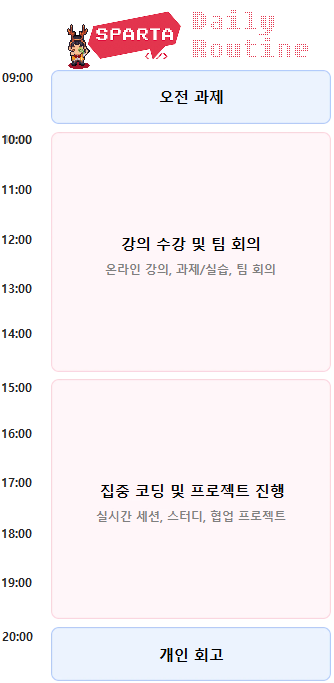 SPARTA
</>
Daily
Routine
09:00
오전 과제
10:00
11:00
12:00
강의 수강 및 팀 회의
온라인 강의, 과제/실습, 팀 회의
13:00
14:00
15:00
16:00
17:00
집중 코딩 및 프로젝트 진행
실시간 세션, 스터디, 협업 프로젝트
18:00
19:00
20:00
개인 회고